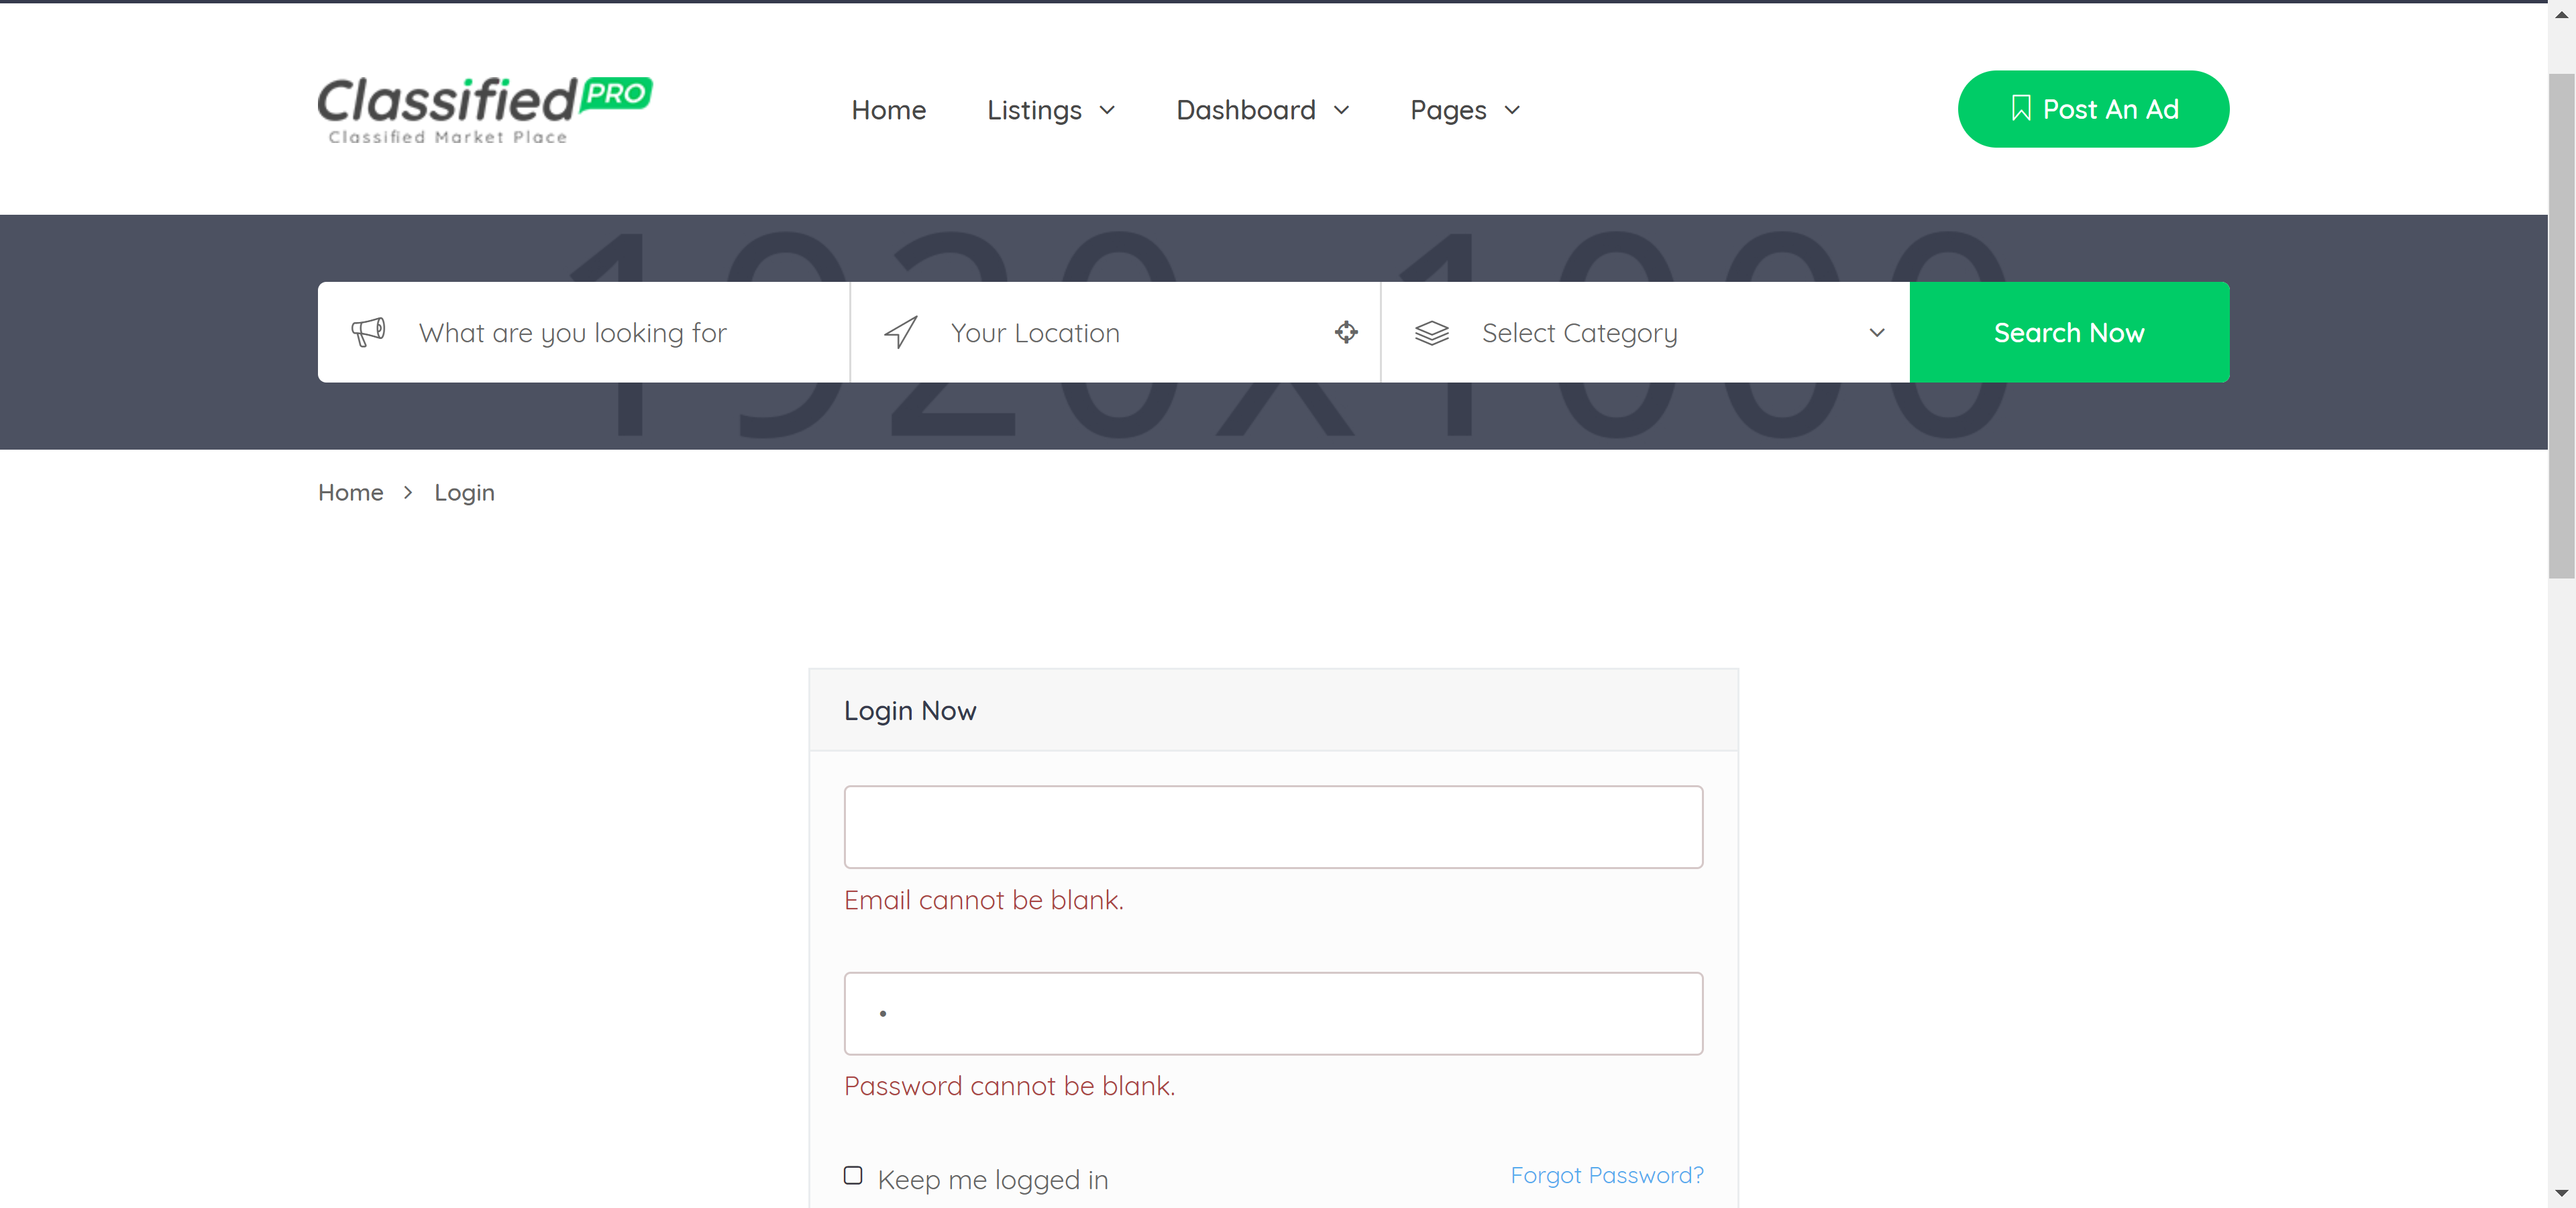 Classified PRO
Classified Market Place
Home Listings Dashboard Pages
Post An Ad
1920x1000
What are you looking for Your Location Select Category Search Now
Home > Login
Login Now
Email cannot be blank.
•
Password cannot be blank.
Keep me logged in Forgot Password?